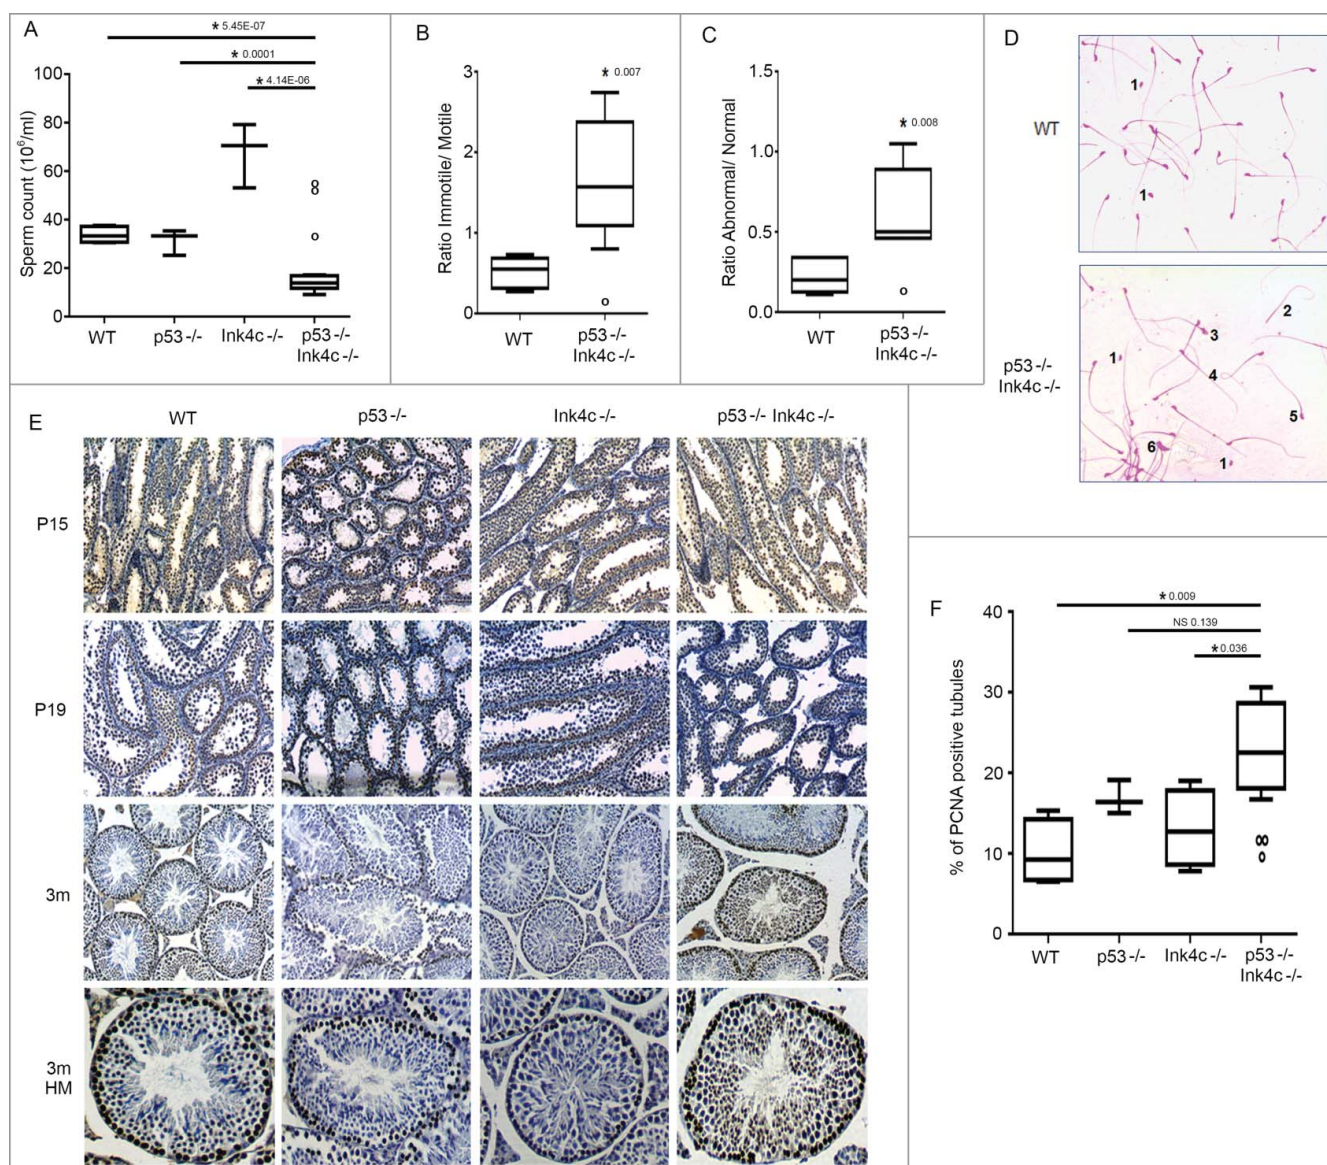 A
* 5.45E-07
* 0.0001
* 4.14E-06
Sperm count (10⁶/ml)
100
80
60
40
20
0
WT
p53 -/-
Ink4c -/-
p53 -/-
Ink4c -/-
B
Ratio Immotile/ Motile
3
2
1
0
* 0.007
WT
p53 -/-
Ink4c -/-
C
Ratio Abnormal/ Normal
1.5
1.0
0.5
0.0
* 0.008
WT
p53 -/-
Ink4c -/-
D
WT
1
1
p53 -/-
Ink4c -/-
2
3
1
4
5
6
1
E
WT
p53 -/-
Ink4c -/-
p53 -/- Ink4c -/-
P15
P19
3m
3m
HM
F
* 0.009
NS 0.139
* 0.036
% of PCNA positive tubules
40
30
20
10
0
WT
p53 -/-
Ink4c -/-
p53 -/-
Ink4c -/-